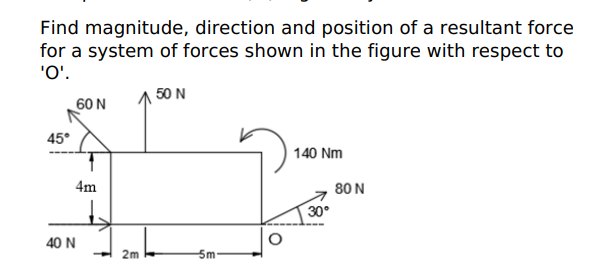 Find magnitude, direction and position of a resultant force
for a system of forces shown in the figure with respect to
'O'.
50 N
60 N
45°
140 Nm
4m
80 N
30°
40 N
O
2m
5m